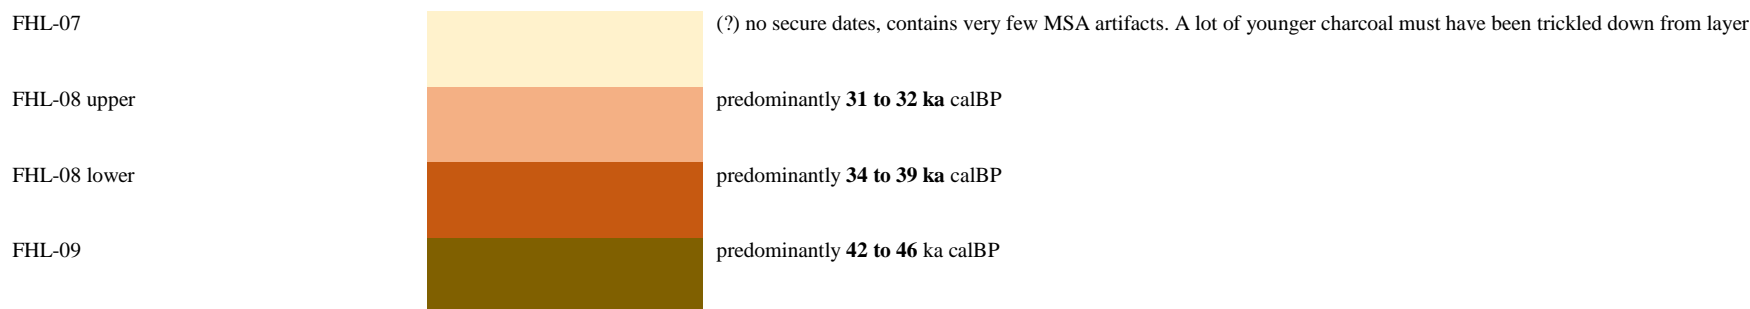 FHL-07 (?) no secure dates, contains very few MSA artifacts. A lot of younger charcoal must have been trickled down from layer
FHL-08 upper predominantly 31 to 32 ka calBP
FHL-08 lower predominantly 34 to 39 ka calBP
FHL-09 predominantly 42 to 46 ka calBP